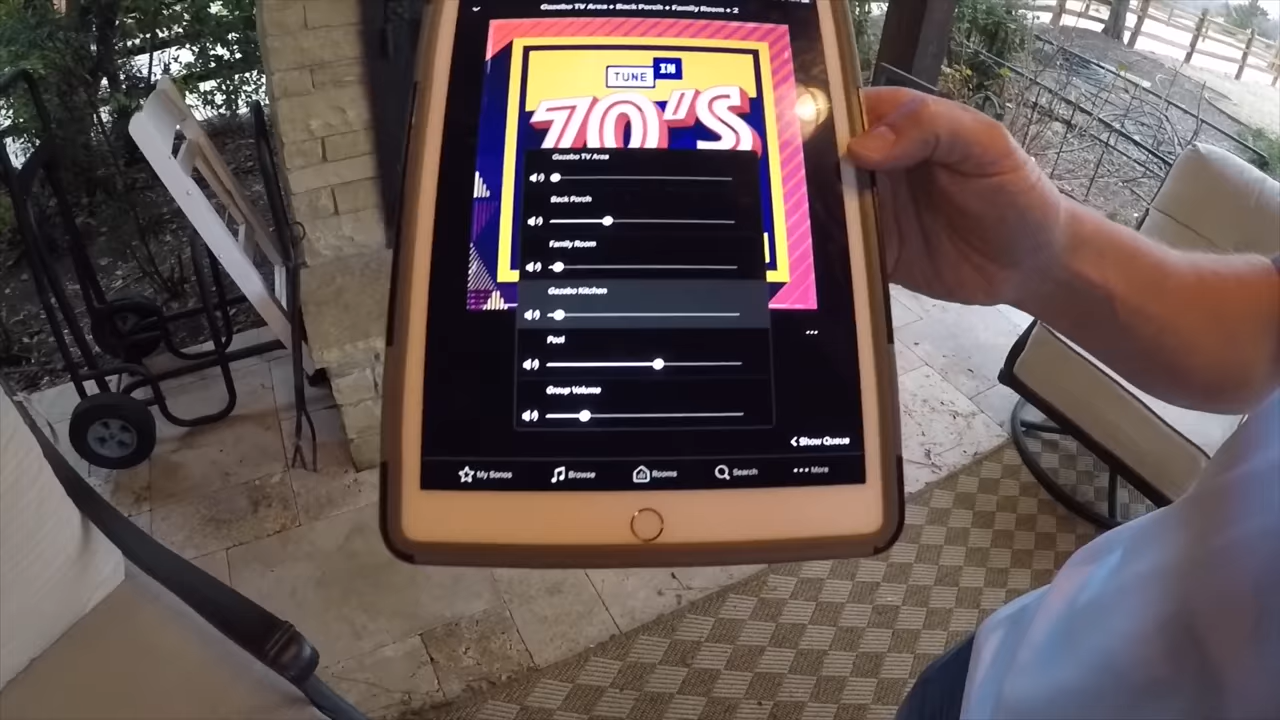 Gazebo TV Area + Back Porch + Family Room + 2
TUNE IN
70'S
Gazebo TV Area
Back Porch
Family Room
Gazebo Kitchen
Pool
Group Volume
Show Queue
My Sonos
Browse
Rooms
Search
More